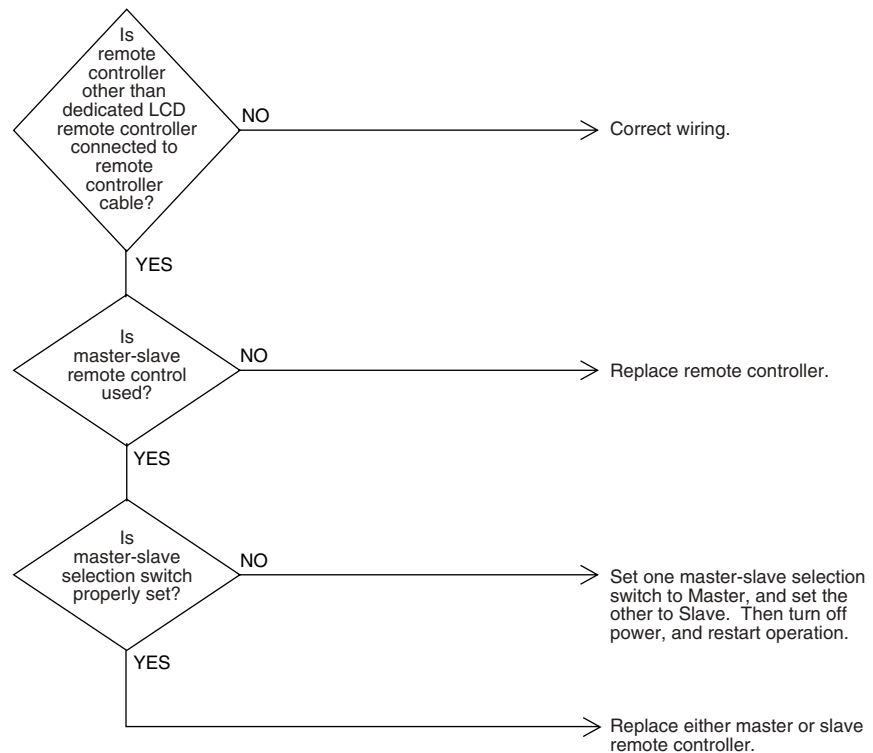 Is
remote
controller
other than
dedicated LCD
remote controller
connected to
remote
controller
cable?
NO
Correct wiring.
YES
Is
master-slave
remote control
used?
NO
Replace remote controller.
YES
Is
master-slave
selection switch
properly set?
NO
Set one master-slave selection
switch to Master, and set the
other to Slave. Then turn off
power, and restart operation.
YES
Replace either master or slave
remote controller.